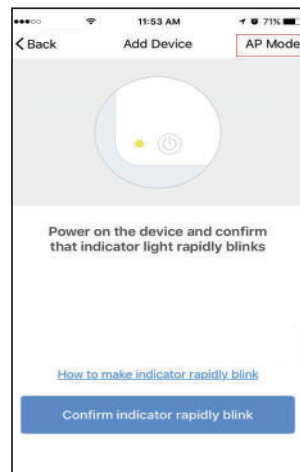 11:53 AM
71%
Back
Add Device
AP Mode
Power on the device and confirm
that indicator light rapidly blinks
How to make indicator rapidly blink
Confirm indicator rapidly blink